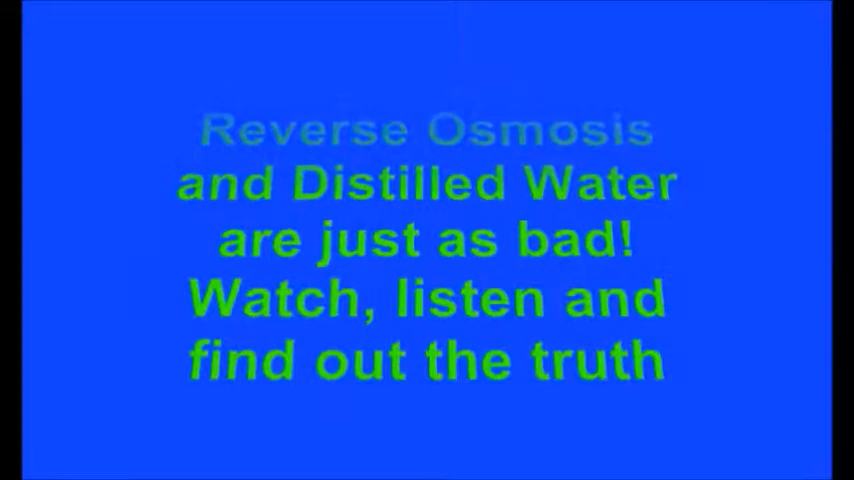 Reverse Osmosis
and Distilled Water
are just as bad!
Watch, listen and
find out the truth